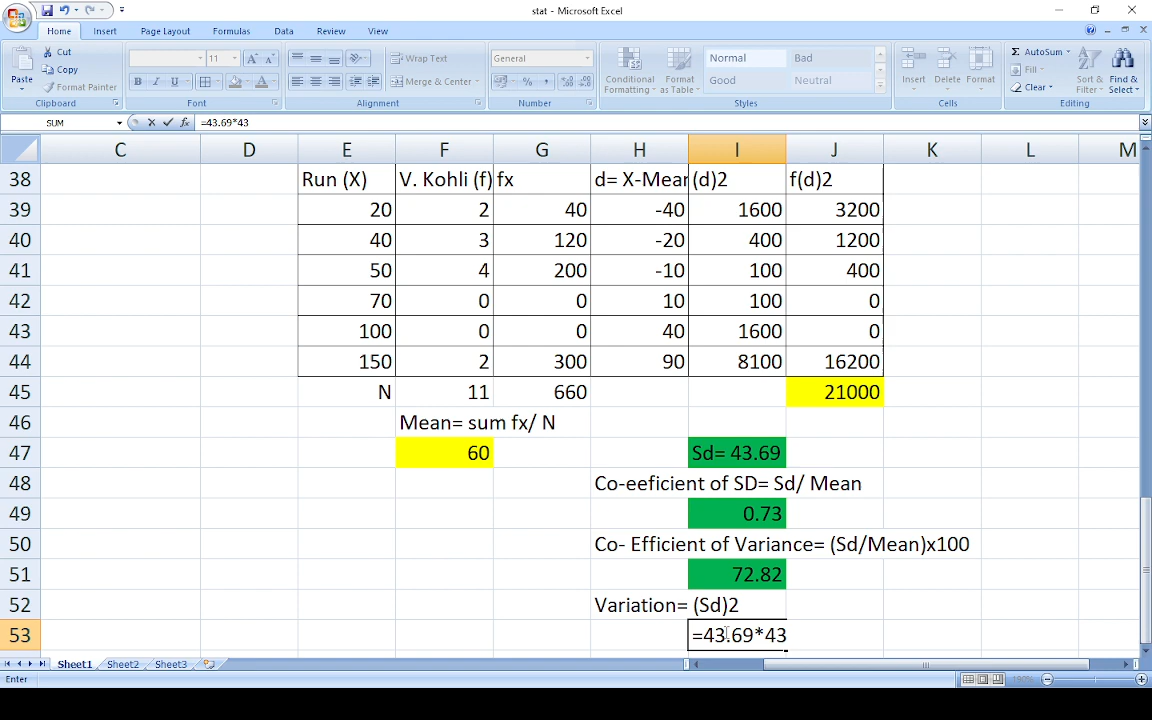 stat - Microsoft Excel
Home Insert Page Layout Formulas Data Review View
Paste
Cut
Copy
Format Painter
Clipboard
11
A A
B I U
Font
Wrap Text
Merge & Center
Alignment
General
$ % ,
Number
Conditional Formatting
Format as Table
Normal Bad
Good Neutral
Styles
Insert Delete Format
Cells
Σ AutoSum
Fill
Clear
Sort & Filter
Find & Select
Editing
SUM fx =43.69*43
C D E F G H I J K L M
38 Run (X) V. Kohli (f) fx d= X-Mear (d)2 f(d)2
39 20 2 40 -40 1600 3200
40 40 3 120 -20 400 1200
41 50 4 200 -10 100 400
42 70 0 0 10 100 0
43 100 0 0 40 1600 0
44 150 2 300 90 8100 16200
45 N 11 660 21000
46 Mean= sum fx/ N
47 60 Sd= 43.69
48 Co-eeficient of SD= Sd/ Mean
49 0.73
50 Co- Efficient of Variance= (Sd/Mean)x100
51 72.82
52 Variation= (Sd)2
53 =43.69*43
Sheet1 Sheet2 Sheet3
Enter 190%